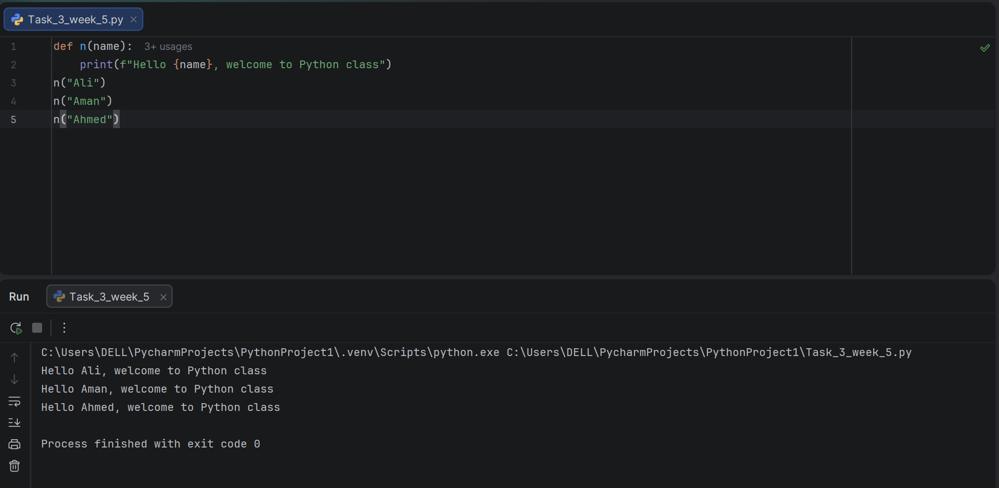 Task_3_week_5.py
1 def n(name): 3+ usages
2     print(f"Hello {name}, welcome to Python class")
3 n("Ali")
4 n("Aman")
5 n("Ahmed")
Run Task_3_week_5
C:\Users\DELL\PycharmProjects\PythonProject1\.venv\Scripts\python.exe C:\Users\DELL\PycharmProjects\PythonProject1\Task_3_week_5.py
Hello Ali, welcome to Python class
Hello Aman, welcome to Python class
Hello Ahmed, welcome to Python class
Process finished with exit code 0